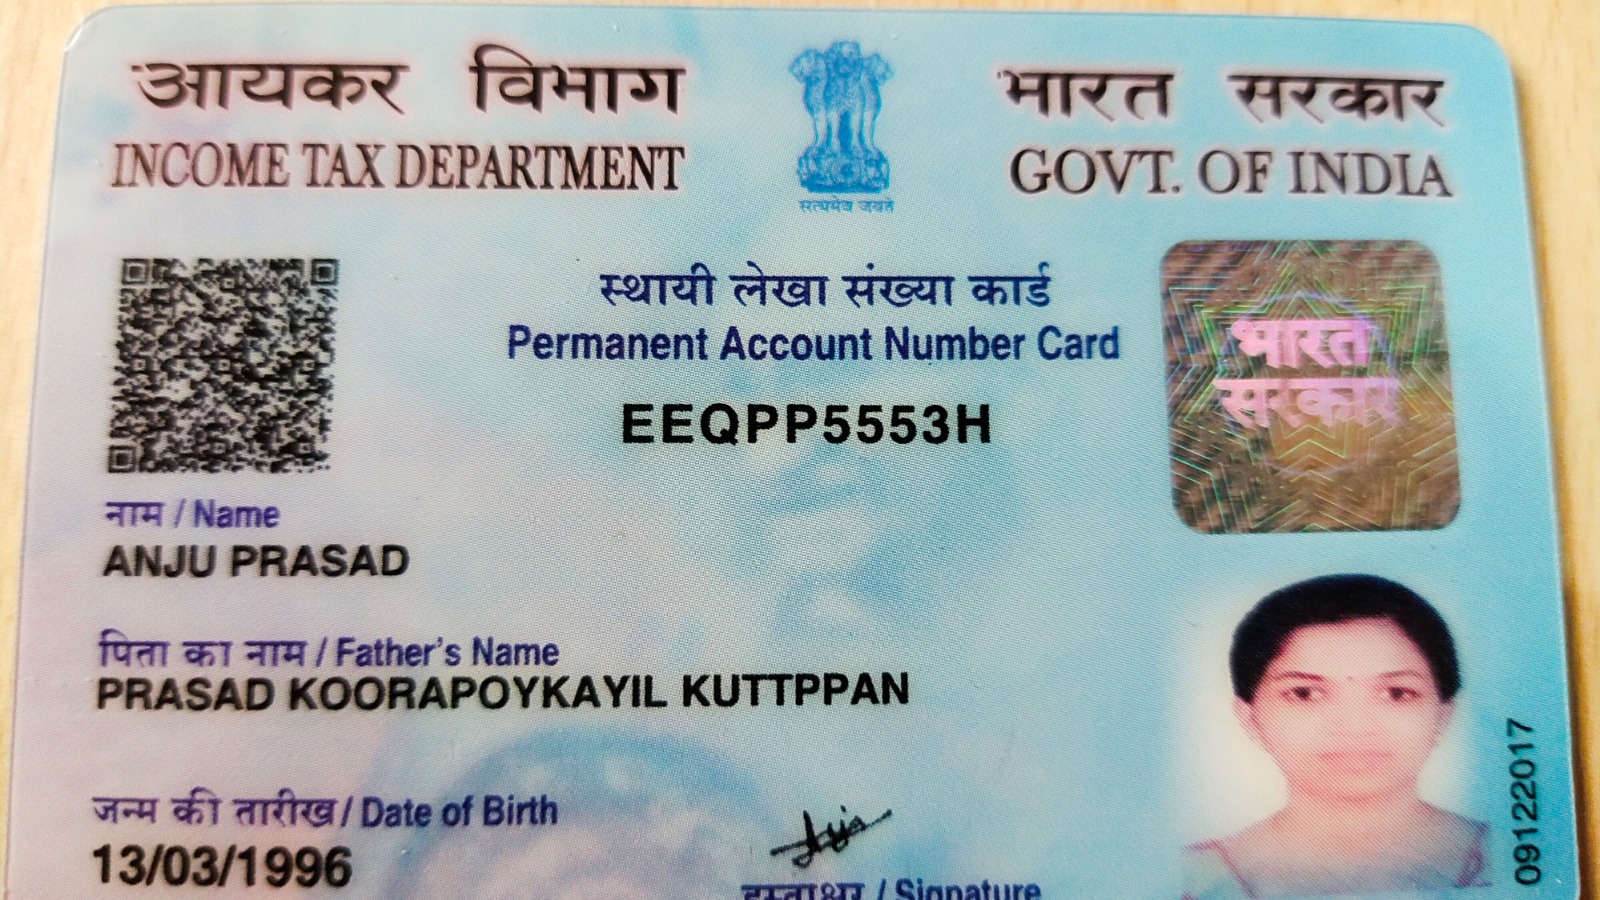 आयकर विभाग
INCOME TAX DEPARTMENT
सत्यमेव जयते
भारत सरकार
GOVT. OF INDIA
स्थायी लेखा संख्या कार्ड
Permanent Account Number Card
EEQPP5553H
भारत
सरकार
नाम / Name
ANJU PRASAD
पिता का नाम / Father's Name
PRASAD KOORAPOYKAYIL KUTTPPAN
जन्म की तारीख / Date of Birth
13/03/1996
हस्ताक्षर / Signature
09122017